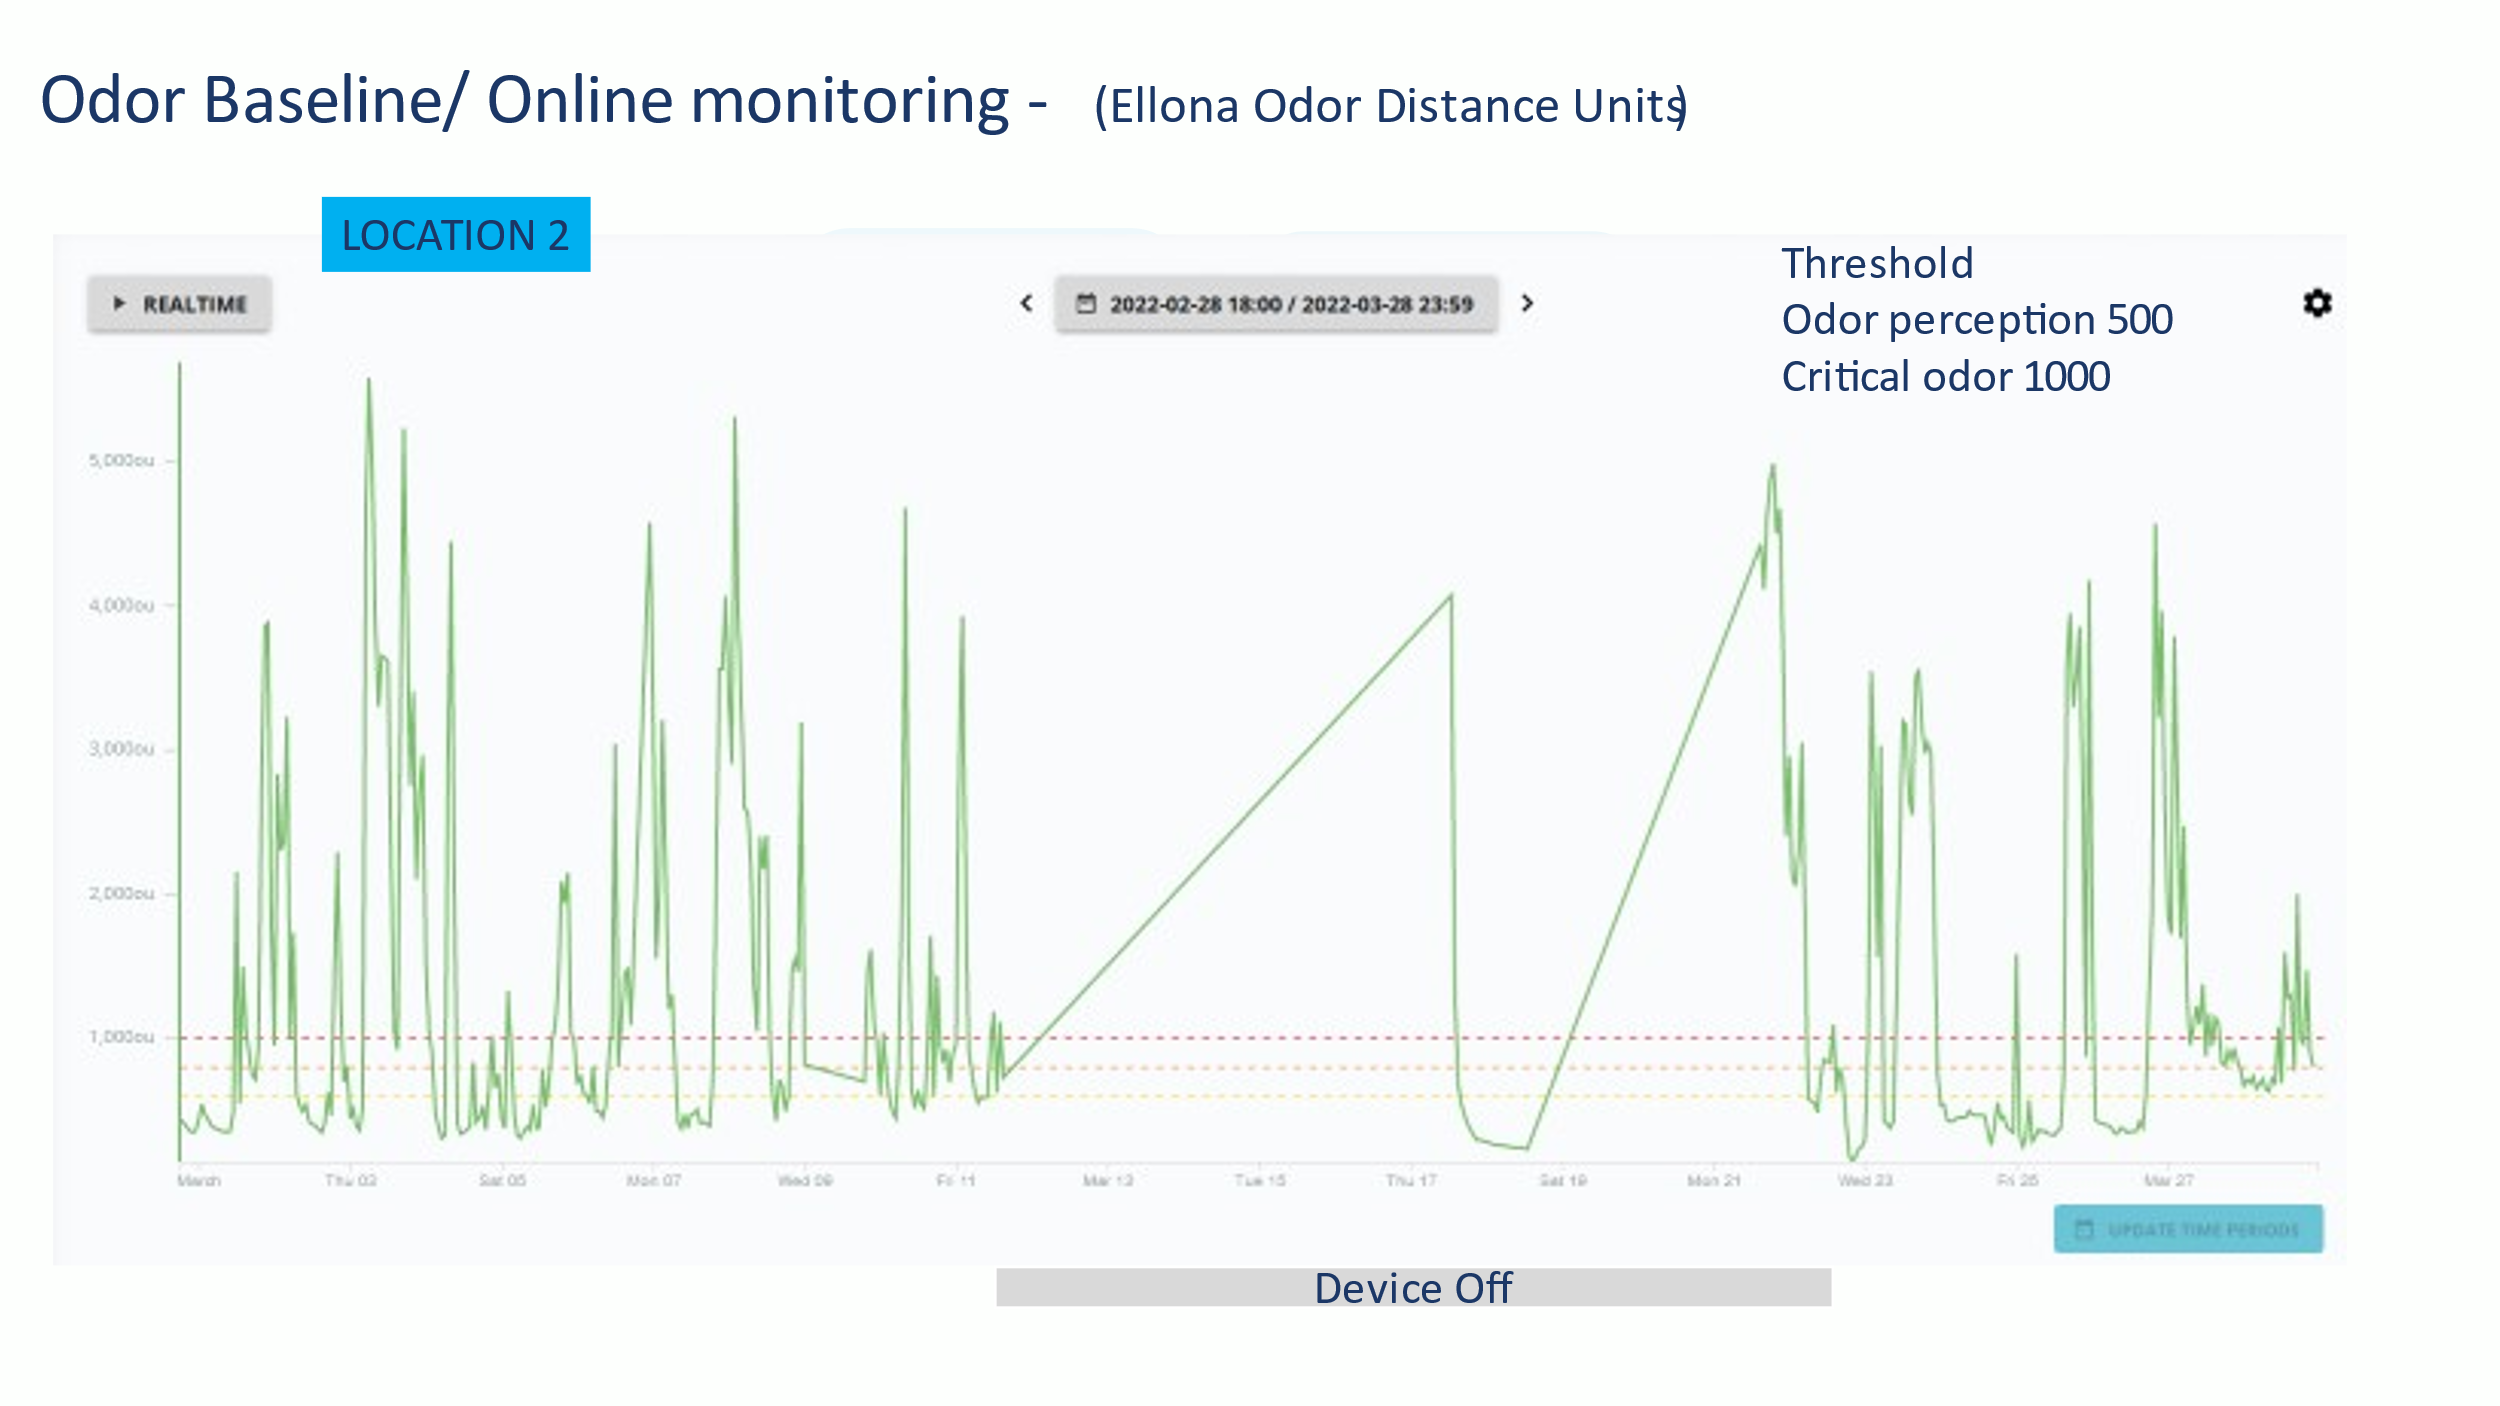 Odor Baseline/ Online monitoring - (Ellona Odor Distance Units)
LOCATION 2
REALTIME
2022-02-28 18:00 / 2022-03-28 23:59
Threshold
Odor perception 500
Critical odor 1000
5,000ou
4,000ou
3,000ou
2,000ou
1,000ou
March Thu 03 Sat 05 Mon 07 Wed 09 Fri 11 Mar 13 Tue 15 Thu 17 Sat 19 Mon 21 Wed 23 Fri 25 Mar 27
UPDATE TIME PERIODS
Device Off